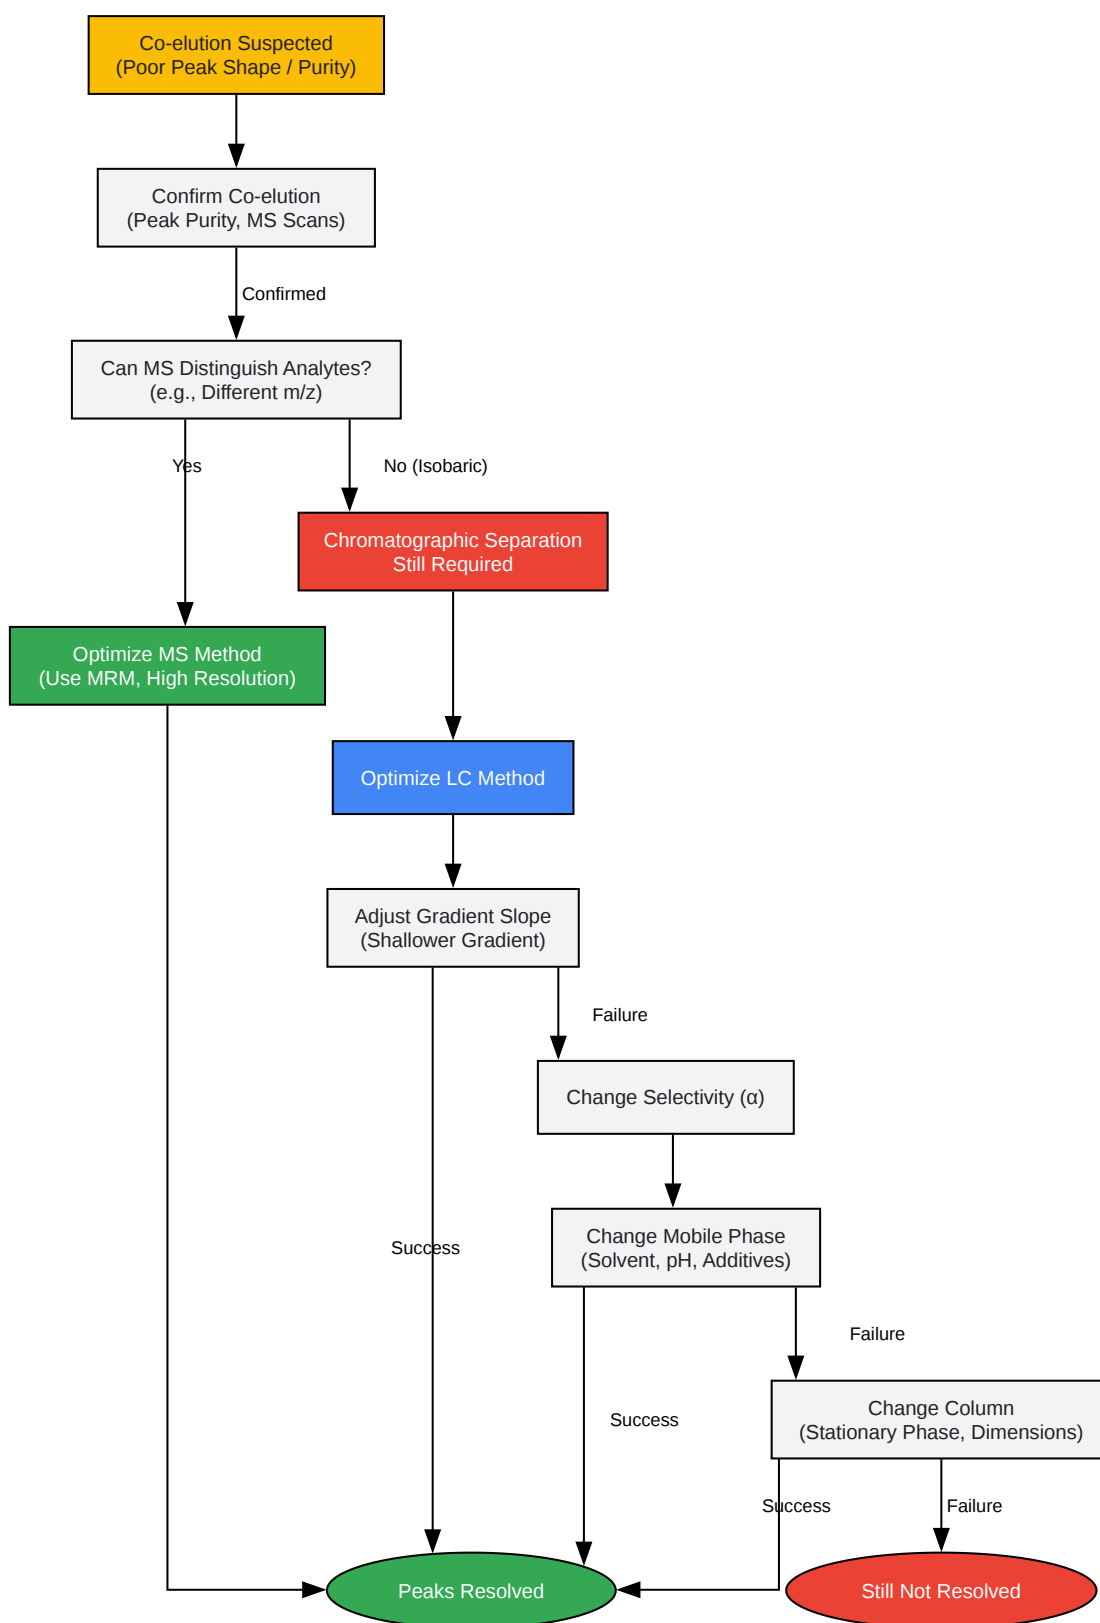 Co-elution Suspected
(Poor Peak Shape / Purity)
Confirm Co-elution
(Peak Purity, MS Scans)
Confirmed
Can MS Distinguish Analytes?
(e.g., Different m/z)
Yes
No (Isobaric)
Chromatographic Separation
Still Required
Optimize MS Method
(Use MRM, High Resolution)
Optimize LC Method
Adjust Gradient Slope
(Shallower Gradient)
Failure
Change Selectivity (α)
Change Mobile Phase
(Solvent, pH, Additives)
Success
Failure
Change Column
(Stationary Phase, Dimensions)
Success
Success
Failure
Peaks Resolved
Still Not Resolved